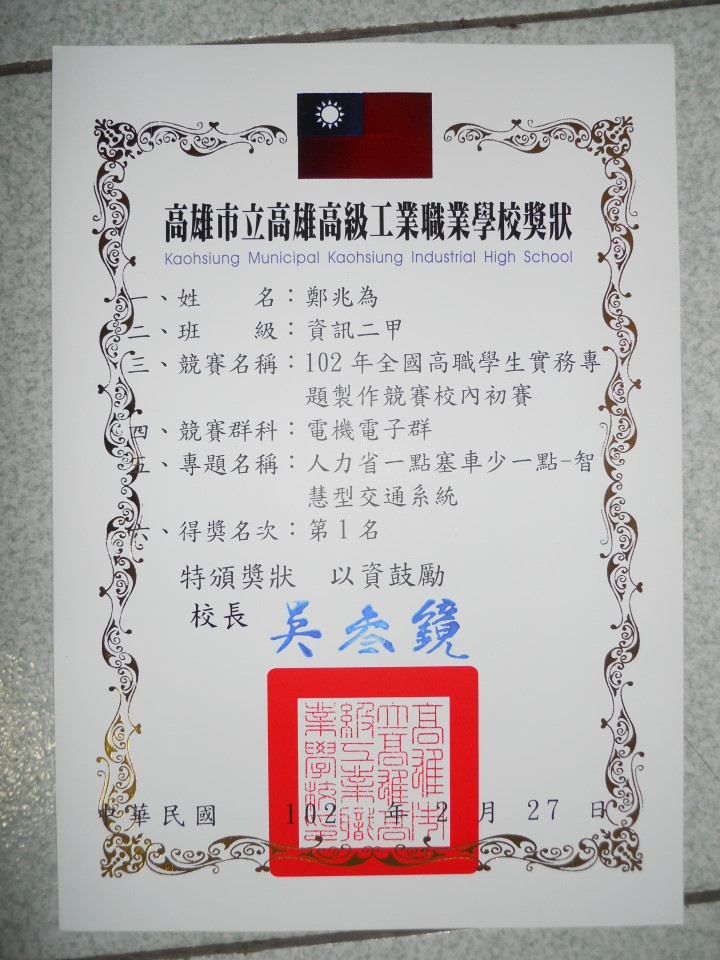 高雄市立高雄高級工業職業學校獎狀
Kaohsiung Municipal Kaohsiung Industrial High School
一、姓　　名：鄭兆為
二、班　　級：資訊二甲
三、競賽名稱：102年全國高職學生實務專
題製作競賽校內初賽
四、競賽群科：電機電子群
五、專題名稱：人力省一點塞車少一點-智
慧型交通系統
六、得獎名次：第1名
特頒獎狀　以資鼓勵
校長 吳叁鏡
高雄市立高雄高級工業職業學校印
中華民國　102　年 2 月 27 日